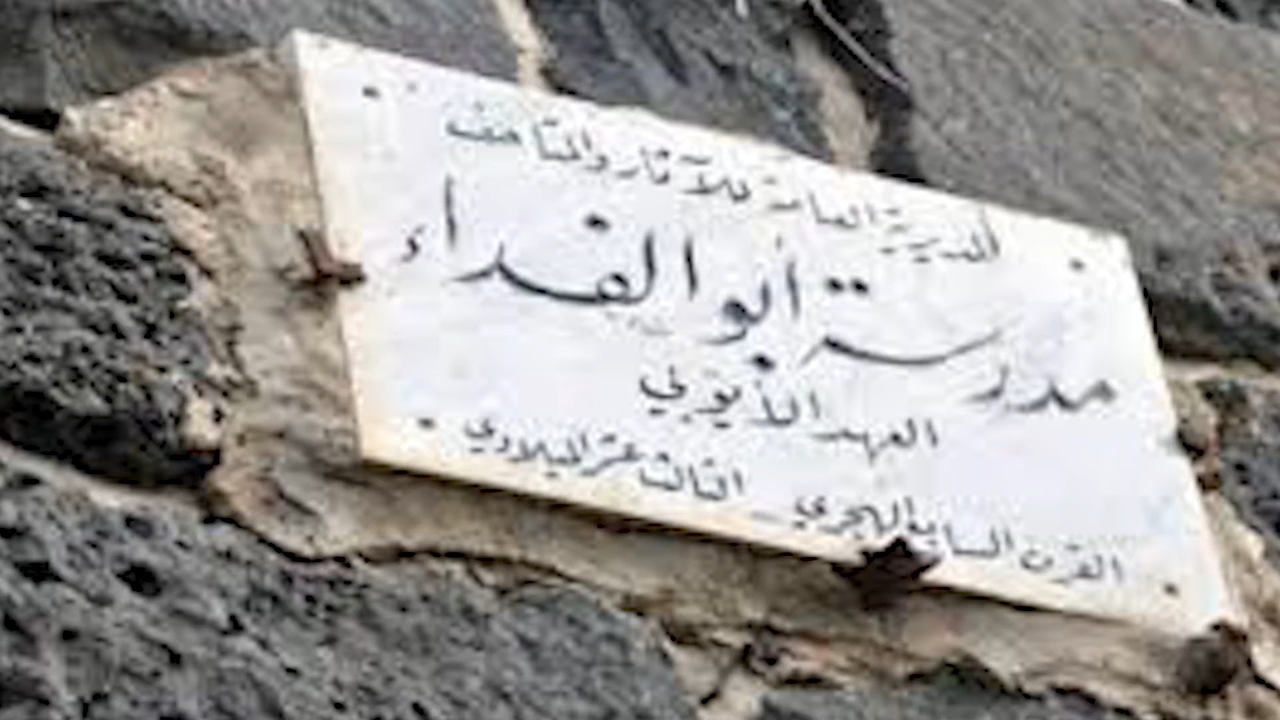 المديرية العامة للآثار والمتاحف
مدرسة أبو الفداء
العهد الأيوبي
القرن السابع الهجري _ الثالث عشر الميلادي